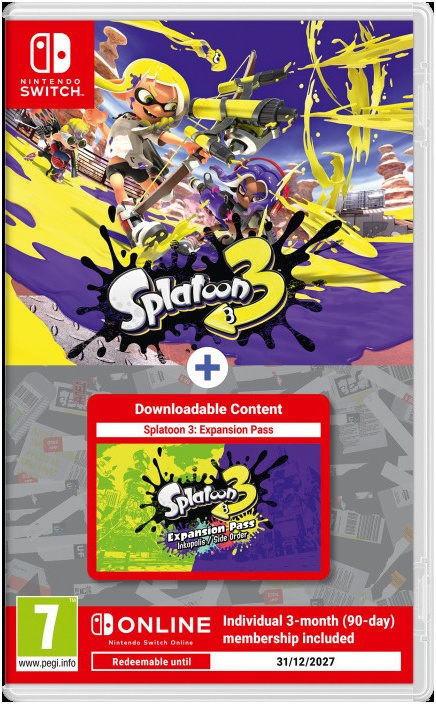 NINTENDO
SWITCH™
Splatoon 3
+
Downloadable Content
Splatoon 3: Expansion Pass
Splatoon 3
Expansion Pass
Inkopolis / Side Order
7
www.pegi.info
ONLINE
Nintendo Switch Online
Individual 3-month (90-day)
membership included
Redeemable until
31/12/2027